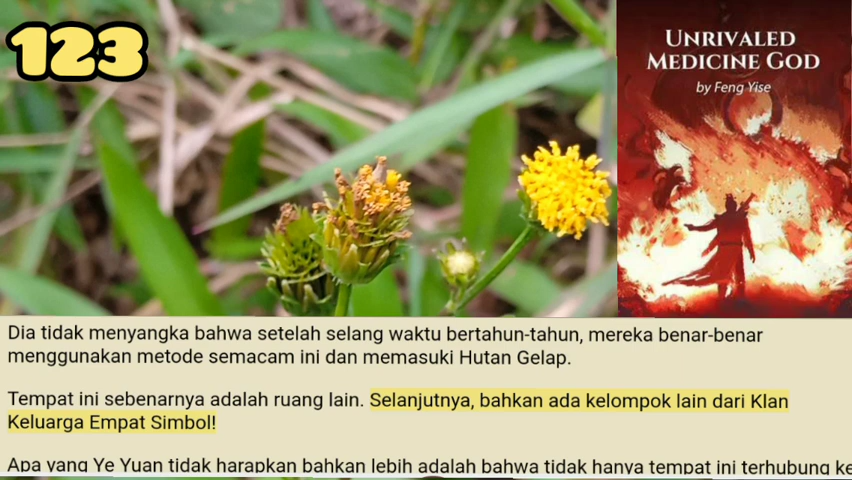 123
UNRIVALED
MEDICINE GOD
by Feng Yise
Dia tidak menyangka bahwa setelah selang waktu bertahun-tahun, mereka benar-benar
menggunakan metode semacam ini dan memasuki Hutan Gelap.
Tempat ini sebenarnya adalah ruang lain. Selanjutnya, bahkan ada kelompok lain dari Klan
Keluarga Empat Simbol!
Apa yang Ye Yuan tidak harapkan bahkan lebih adalah bahwa tidak hanya tempat ini terhubung ke